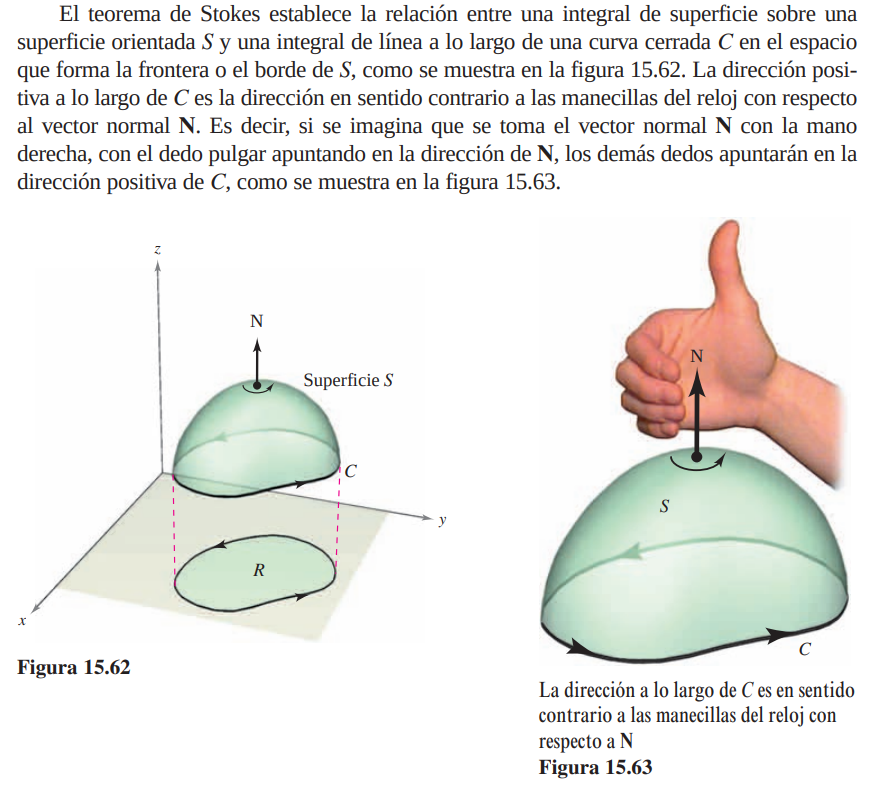 El teorema de Stokes establece la relación entre una integral de superficie sobre una
superficie orientada S y una integral de línea a lo largo de una curva cerrada C en el espacio
que forma la frontera o el borde de S, como se muestra en la figura 15.62. La dirección posi-
tiva a lo largo de C es la dirección en sentido contrario a las manecillas del reloj con respecto
al vector normal N. Es decir, si se imagina que se toma el vector normal N con la mano
derecha, con el dedo pulgar apuntando en la dirección de N, los demás dedos apuntarán en la
dirección positiva de C, como se muestra en la figura 15.63.
z
N
Superficie S
C
y
R
x
Figura 15.62
N
S
C
La dirección a lo largo de C es en sentido
contrario a las manecillas del reloj con
respecto a N
Figura 15.63